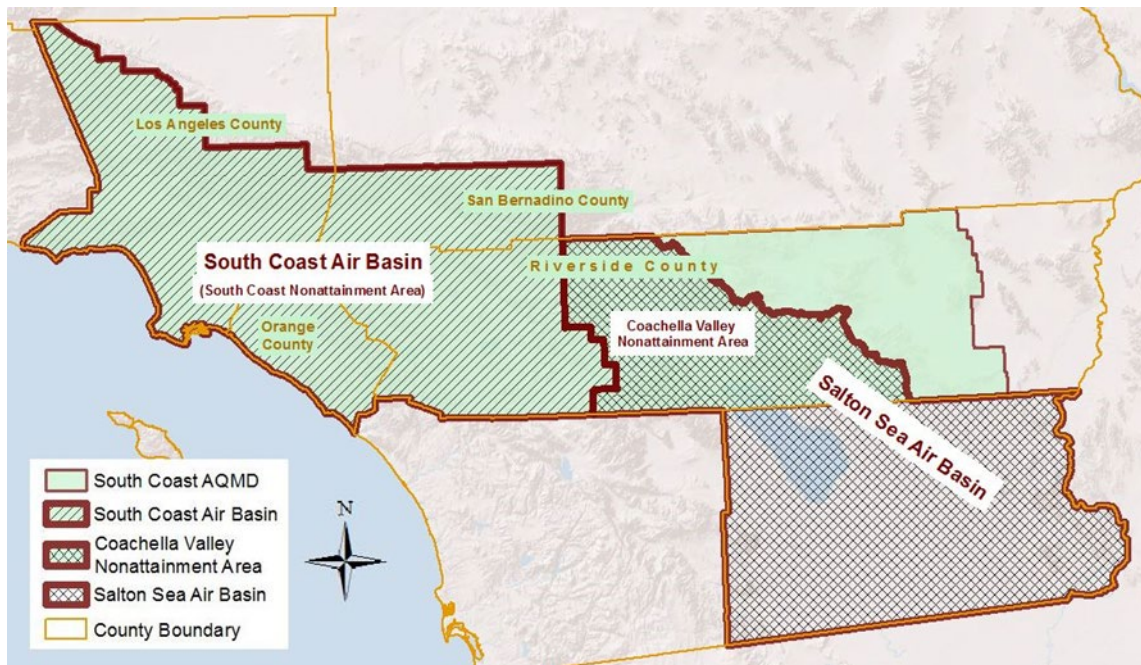 Los Angeles County
San Bernadino County
South Coast Air Basin
(South Coast Nonattainment Area)
Riverside County
Orange
County
Coachella Valley
Nonattainment Area
Salton Sea Air Basin
South Coast AQMD
South Coast Air Basin
Coachella Valley
Nonattainment Area
Salton Sea Air Basin
County Boundary
N